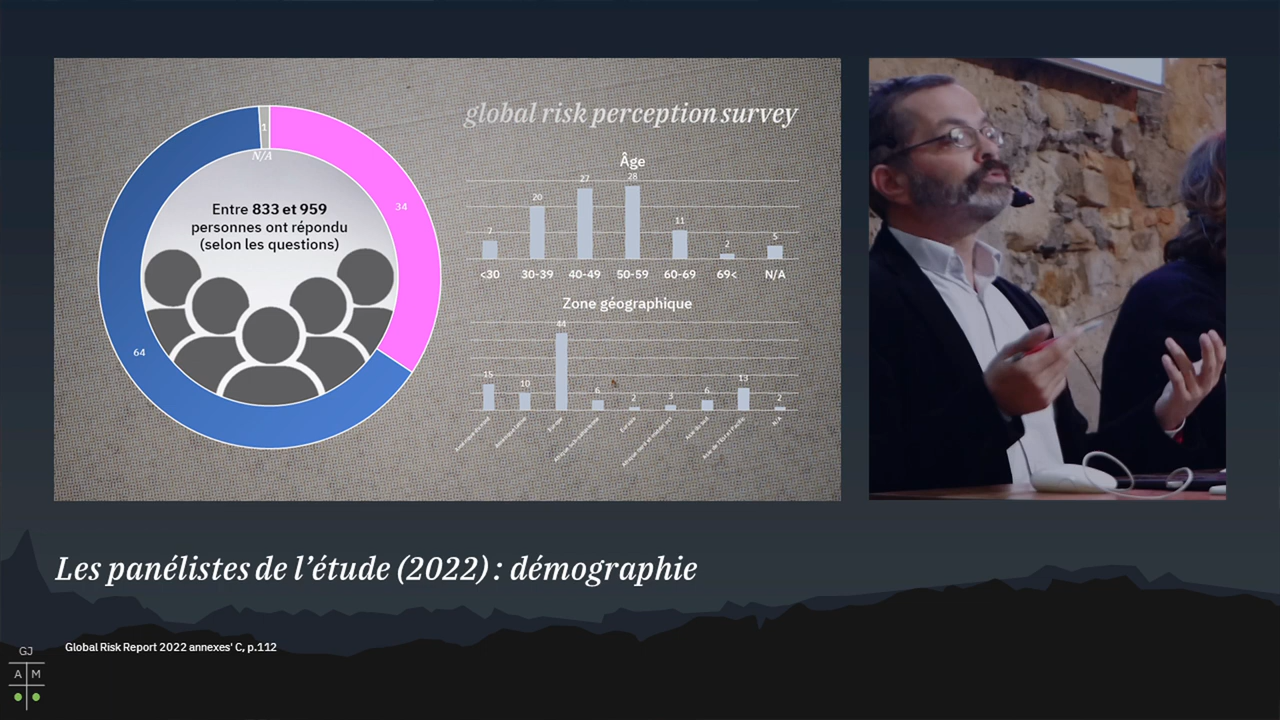 global risk perception survey
1
N/A
34
64
Entre 833 et 959
personnes ont répondu
(selon les questions)
Âge
7 20 27 28 11 2 5
<30 30-39 40-49 50-59 60-69 69< N/A
Zone géographique
15 10 44 6 2 3 6 13 2
N/A
Les panélistes de l’étude (2022) : démographie
Global Risk Report 2022 annexes' C, p.112
GJ
A M